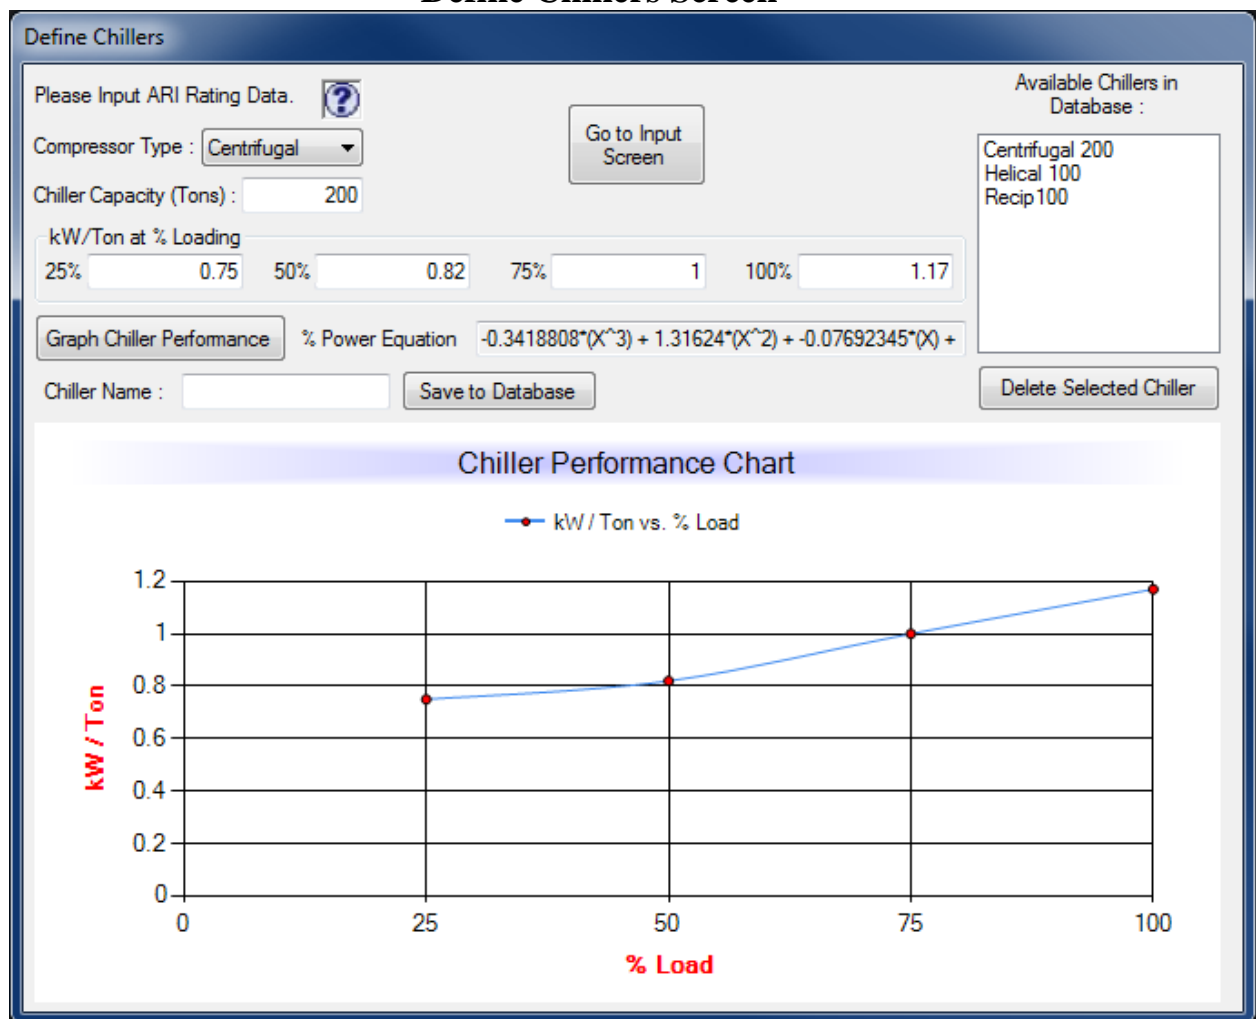 Define Chillers Screen
Define Chillers
Please Input ARI Rating Data.
Compressor Type : Centrifugal
Chiller Capacity (Tons) : 200
Go to Input
Screen
Available Chillers in
Database :
Centrifugal 200
Helical 100
Recip100
kW/Ton at % Loading
25% 0.75 50% 0.82 75% 1 100% 1.17
Graph Chiller Performance % Power Equation -0.3418808*(X^3) + 1.31624*(X^2) + -0.07692345*(X) +
Chiller Name : Save to Database Delete Selected Chiller
Chiller Performance Chart
kW / Ton vs. % Load
1.2
1
0.8
0.6
0.4
0.2
0
kW / Ton
0 25 50 75 100
% Load